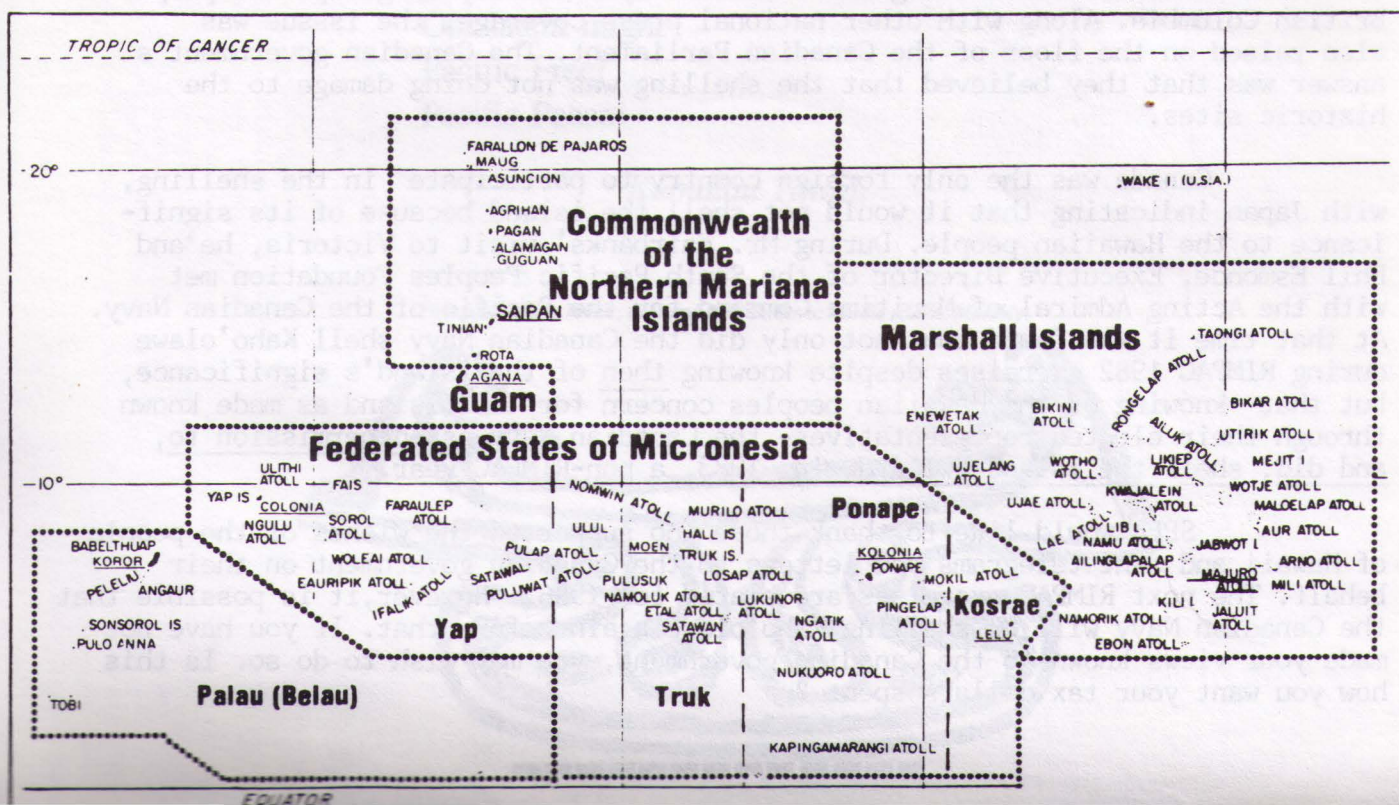 TROPIC OF CANCER
20°
FARALLON DE PAJAROS
MAUG
ASUNCION
AGRIHAN
PAGAN
ALAMAGAN
GUGUAN
Commonwealth
of the
Northern Mariana
Islands
SAIPAN
TINIAN
ROTA
AGANA
Guam
WAKE I. (U.S.A.)
Marshall Islands
TAONGI ATOLL
ENEWETAK
ATOLL
BIKINI
ATOLL
RONGELAP ATOLL
BIKAR ATOLL
AILUK ATOLL
UTIRIK ATOLL
UJELANG
ATOLL
WOTHO
ATOLL
LIKIEP
ATOLL
MEJIT I.
UJAE ATOLL
KWAJALEIN
ATOLL
WOTJE ATOLL
MALOELAP ATOLL
LIB I.
NAMU ATOLL
JABWOT I.
AUR ATOLL
ARNO ATOLL
MAJURO
ATOLL
MILI ATOLL
KILI I.
JALUIT
ATOLL
NAMORIK ATOLL
EBON ATOLL
Federated States of Micronesia
10°
ULITHI
ATOLL
YAP IS
FAIS
COLONIA
NGULU
ATOLL
SOROL
ATOLL
FARAULEP
ATOLL
WOLEAI ATOLL
EAURIPIK ATOLL
IFALIK ATOLL
SATAWAL
PULAP ATOLL
PULUWAT ATOLL
Yap
NOMWIN ATOLL
ULUL
MURILO ATOLL
HALL IS
MOEN
TRUK IS.
PULUSUK
NAMOLUK ATOLL
LOSAP ATOLL
ETAL ATOLL
LUKUNOR
ATOLL
SATAWAN
ATOLL
Truk
Ponape
KOLONIA
PONAPE
MOKIL ATOLL
PINGELAP
ATOLL
NGATIK
ATOLL
NUKUORO ATOLL
KAPINGAMARANGI ATOLL
Kosrae
LELU
BABELTHUAP
KOROR
PELELIU
ANGAUR
SONSOROL IS
PULO ANNA
TOBI
Palau (Belau)
EQUATOR